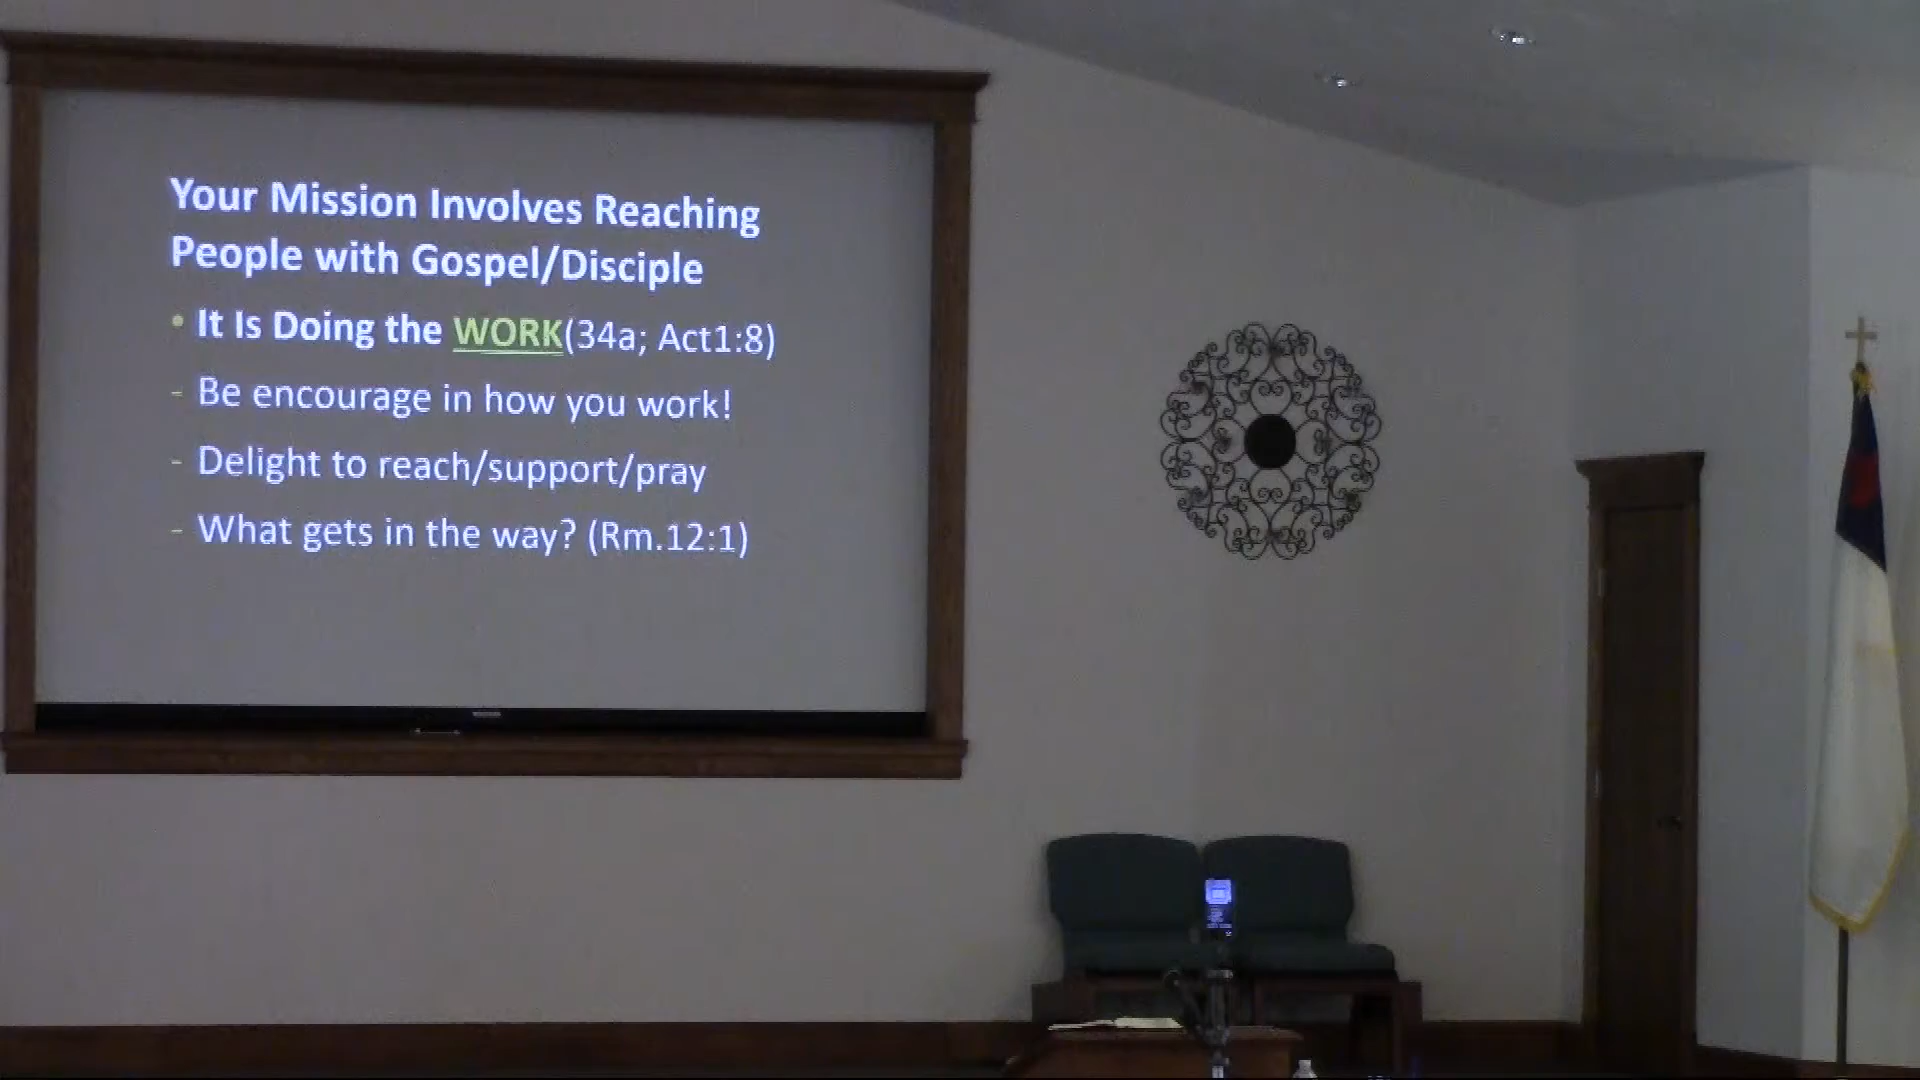 Your Mission Involves Reaching
People with Gospel/Disciple
• It Is Doing the WORK(34a; Act1:8)
- Be encourage in how you work!
- Delight to reach/support/pray
- What gets in the way? (Rm.12:1)